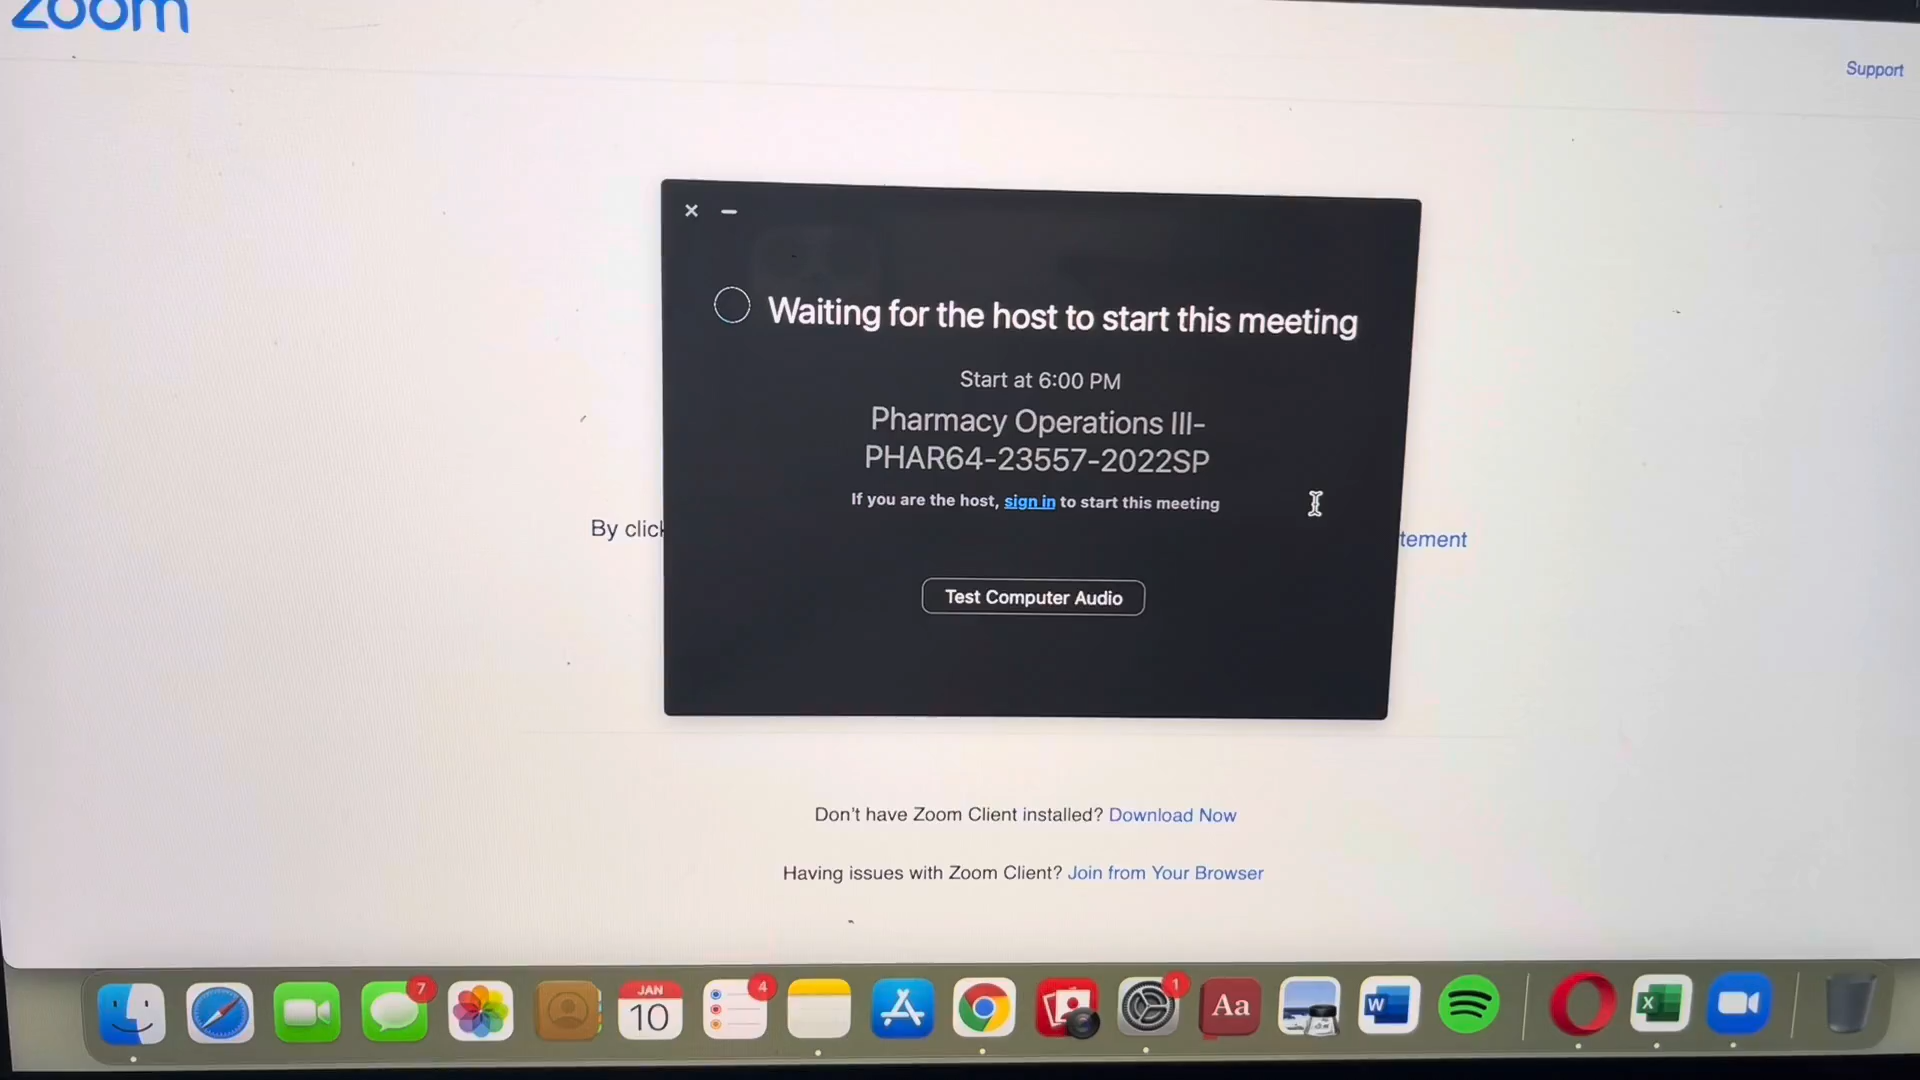 zoom
Support
Waiting for the host to start this meeting
Start at 6:00 PM
Pharmacy Operations III-
PHAR64-23557-2022SP
If you are the host, sign in to start this meeting
By click
tement
Test Computer Audio
Don't have Zoom Client installed? Download Now
Having issues with Zoom Client? Join from Your Browser
7
JAN
10
4
1
Aa
W
X